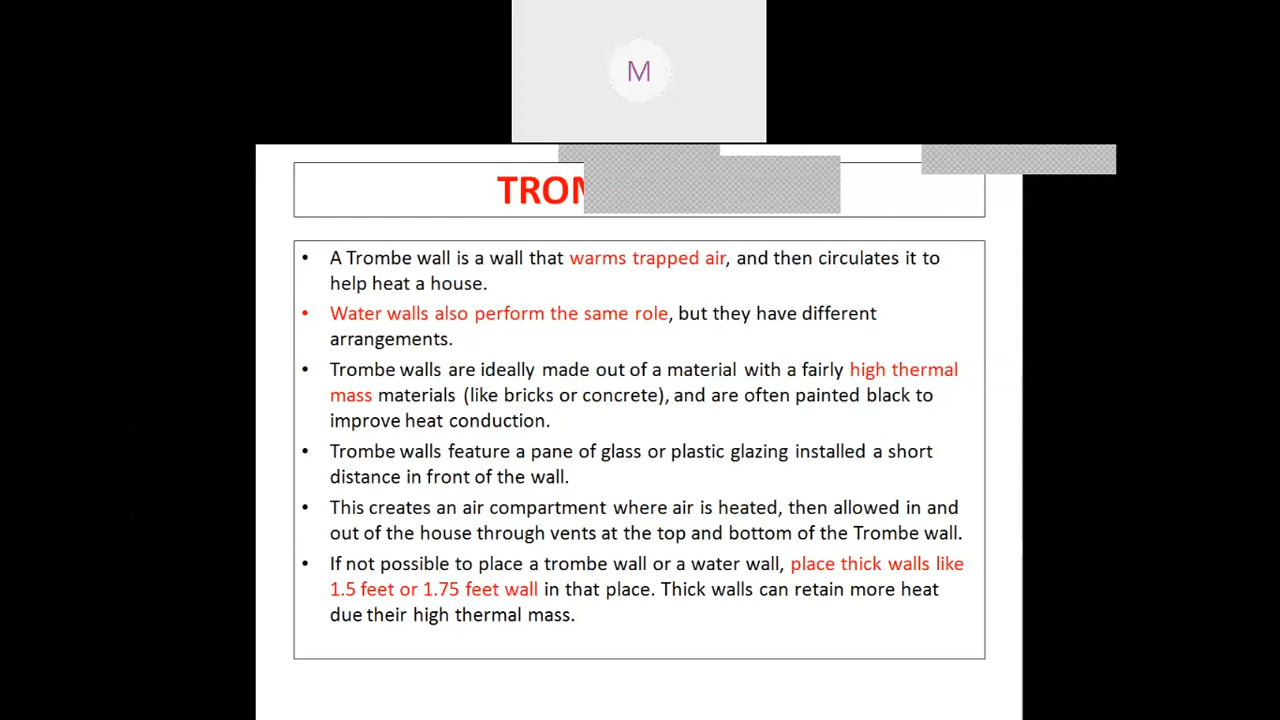 M
• A Trombe wall is a wall that warms trapped air, and then circulates it to
help heat a house.
• Water walls also perform the same role, but they have different
arrangements.
• Trombe walls are ideally made out of a material with a fairly high thermal
mass materials (like bricks or concrete), and are often painted black to
improve heat conduction.
• Trombe walls feature a pane of glass or plastic glazing installed a short
distance in front of the wall.
• This creates an air compartment where air is heated, then allowed in and
out of the house through vents at the top and bottom of the Trombe wall.
• If not possible to place a trombe wall or a water wall, place thick walls like
1.5 feet or 1.75 feet wall in that place. Thick walls can retain more heat
due their high thermal mass.